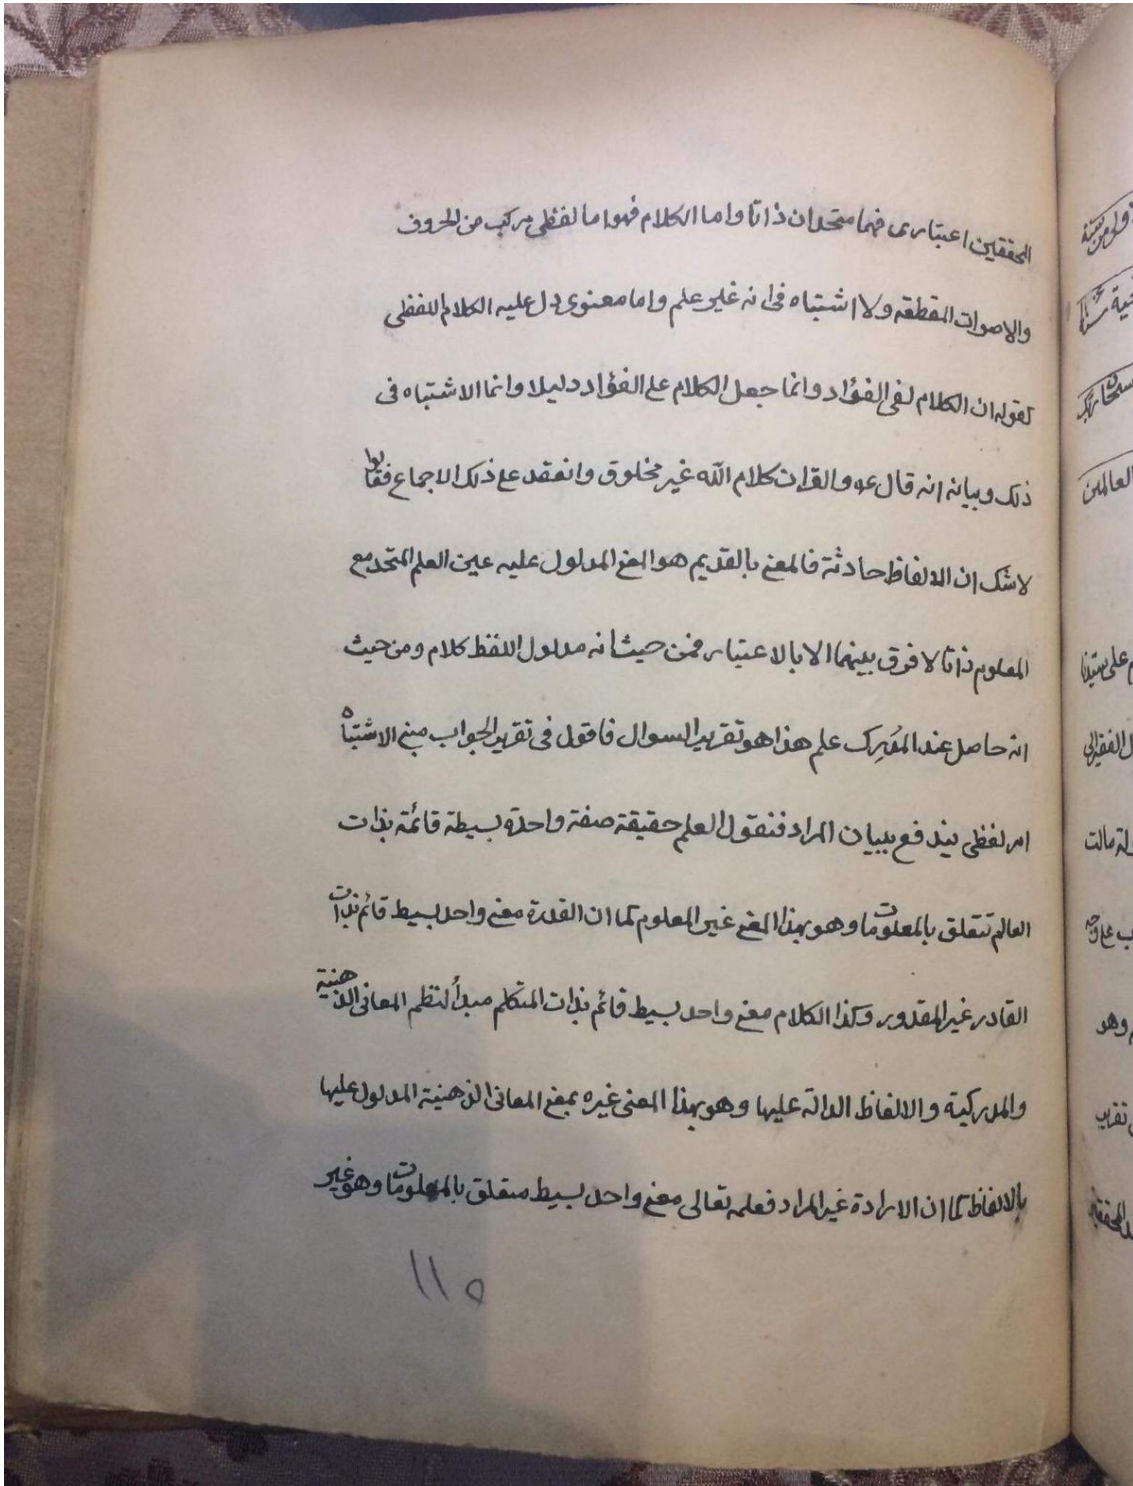 المحققين اعتبارى فهما متحدان ذاتا واما الكلام فهو اما لفظى مركب من الحروف
والاصوات المقطعه ولا اشتباه فى انه غير علم واما معنوى دل عليه الكلام اللفظى
كقوله ان الكلام لفى الفؤاد وانما جعل الكلام على الفؤاد دليلا وانما الاشتباه فى
ذلك وبيانه انه قال والقران كلام الله غير مخلوق وانعقد على ذلك الاجماع فقالوا
لاشك ان الالفاظ حادثة فالمعنى بالقديم هو المعنى المدلول عليه عين العلم المتحد مع
المعلوم ذاتا لا فرق بينهما الا بالاعتبار فمن حيث انه مدلول اللفظ كلام ومن حيث
انه حاصل عند المدرك علم هذا هو تقرير السوال فاقول فى تقرير الجواب مبنى الاشتباه
امر لفظى يندفع ببيان المراد فنقول العلم حقيقة صفة واحدة بسيطة قائمة بذات
العالم تتعلق بالمعلومات وهو بهذا المعنى غير المعلوم كما ان القدرة معنى واحد بسيط قائم بذات
القادر غير المقدور وكذا الكلام معنى واحد بسيط قائم بذات المتكلم مبدأ لنظم المعانى الذهنية
والمدركية و الالفاظ الدالة عليها وهو بهذا المعنى غيره بمعنى المعانى الذهنية المدلول عليها
بالالفاظ كما ان الارادة غير المراد فعلمه تعالى معنى واحد بسيط متعلق بالمعلومات وهو غير
١١٥
العالمين
وهو